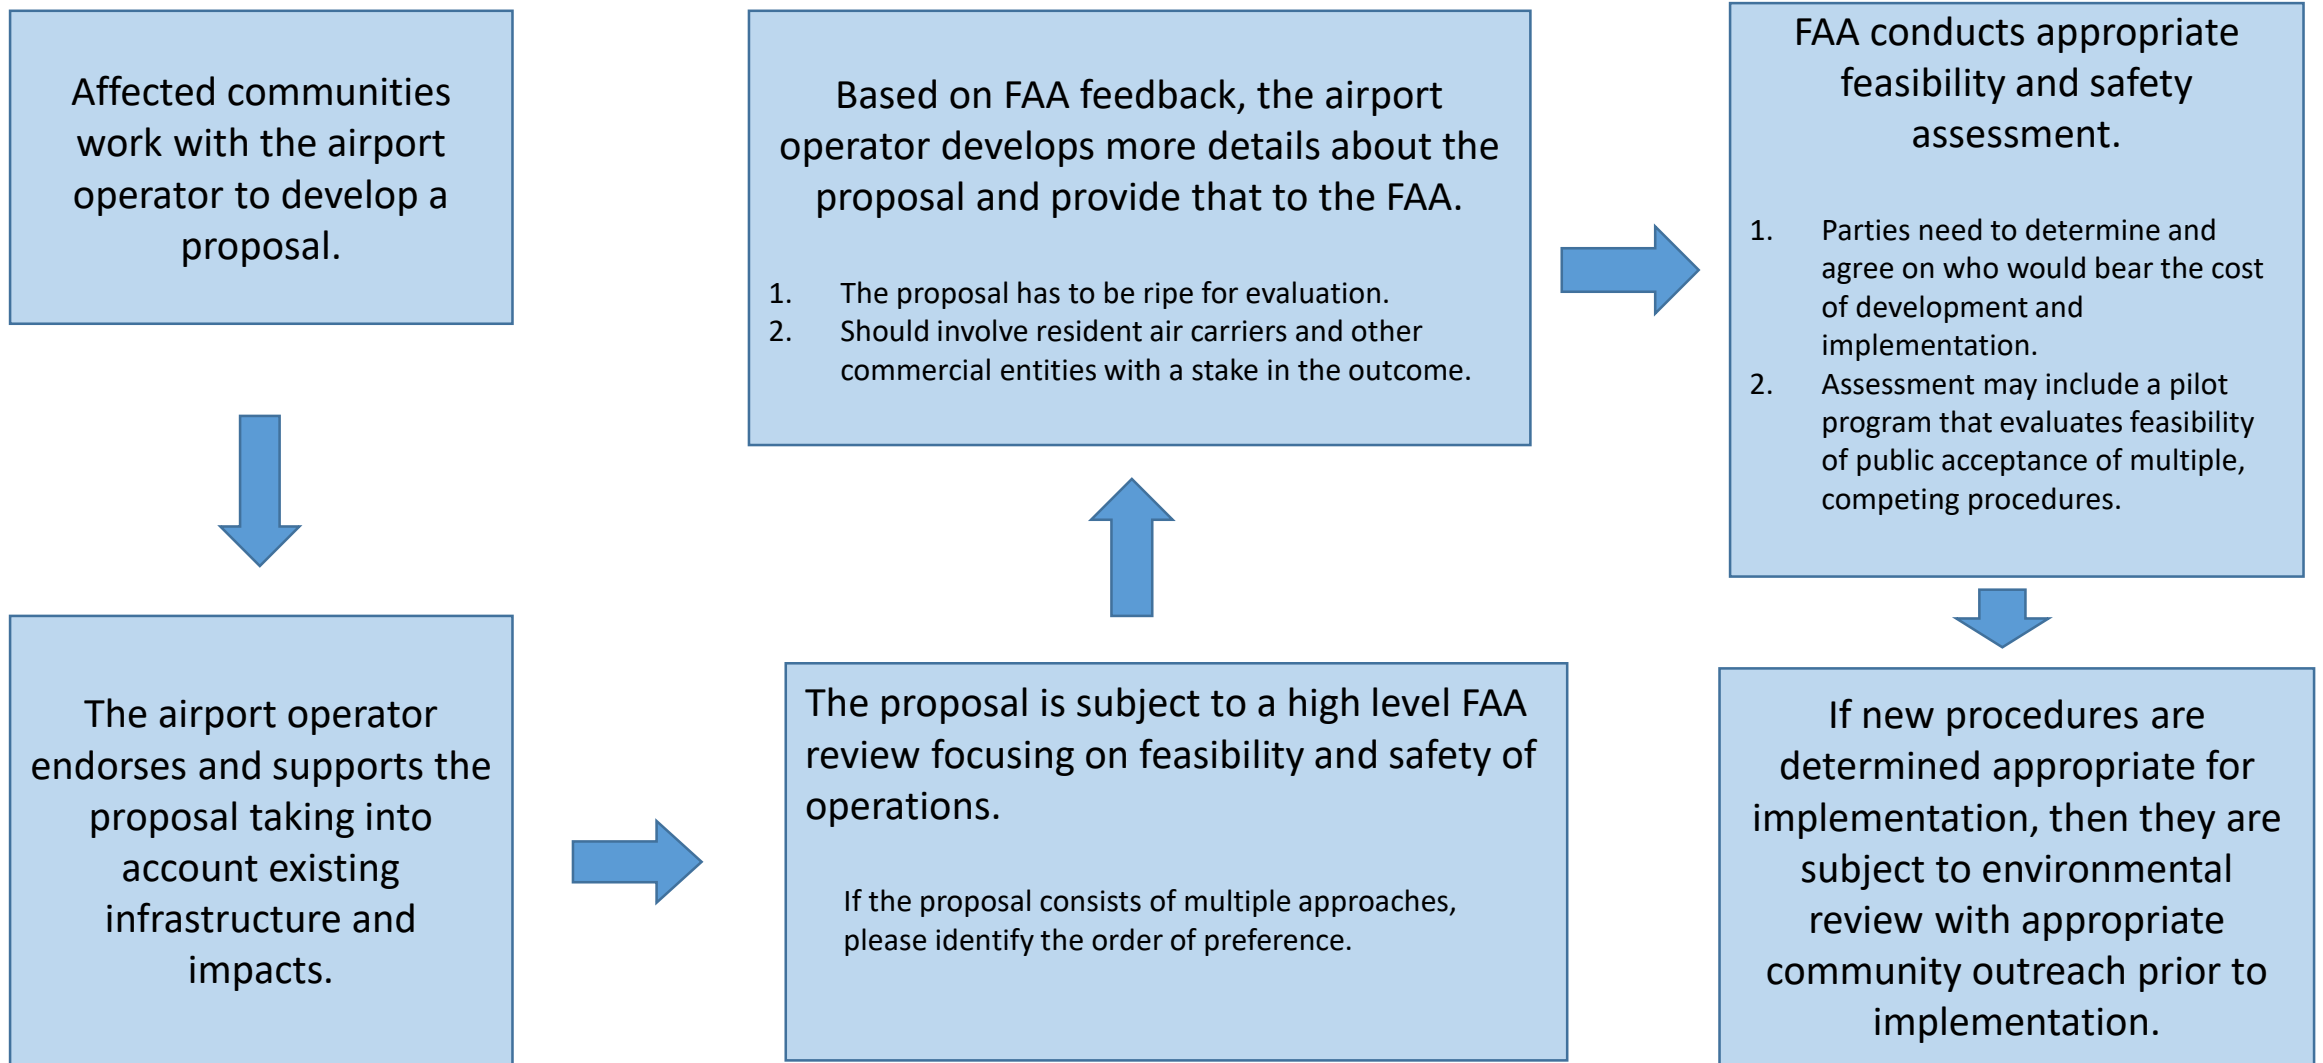 Affected communities
work with the airport
operator to develop a
proposal.
The airport operator
endorses and supports the
proposal taking into
account existing
infrastructure and
impacts.
The proposal is subject to a high level FAA
review focusing on feasibility and safety of
operations.
If the proposal consists of multiple approaches,
please identify the order of preference.
Based on FAA feedback, the airport
operator develops more details about the
proposal and provide that to the FAA.
1. The proposal has to be ripe for evaluation.
2. Should involve resident air carriers and other
commercial entities with a stake in the outcome.
FAA conducts appropriate
feasibility and safety
assessment.
1. Parties need to determine and
agree on who would bear the cost
of development and
implementation.
2. Assessment may include a pilot
program that evaluates feasibility
of public acceptance of multiple,
competing procedures.
If new procedures are
determined appropriate for
implementation, then they are
subject to environmental
review with appropriate
community outreach prior to
implementation.